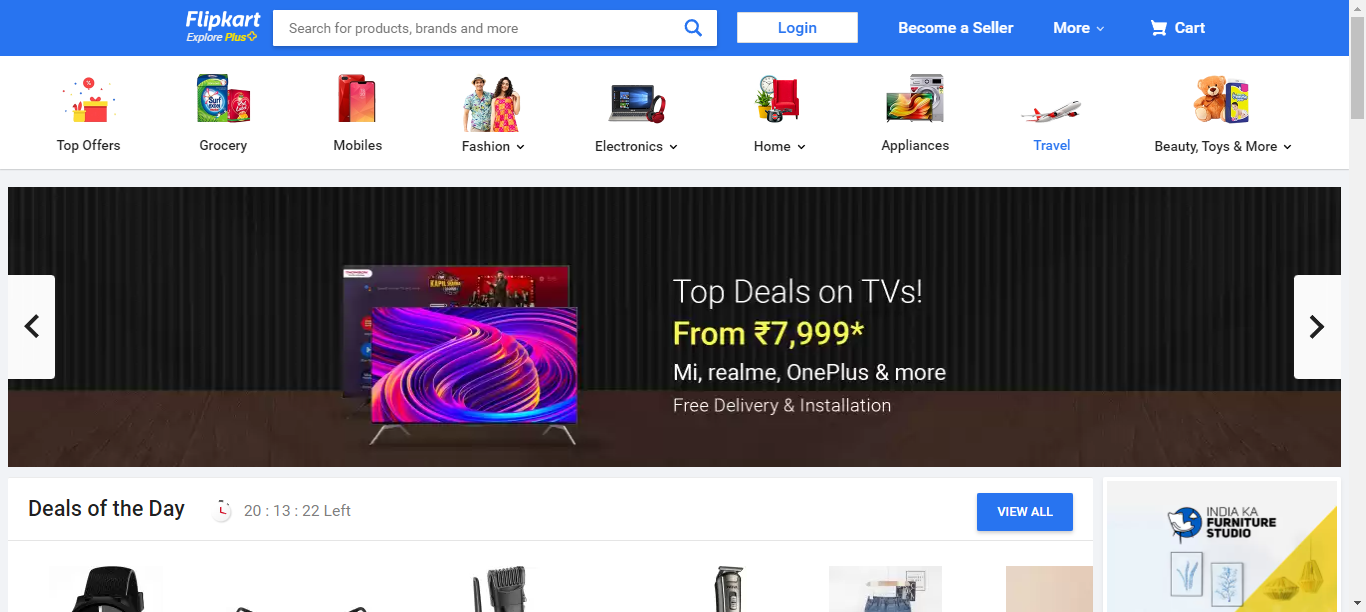 Flipkart
Explore Plus
Search for products, brands and more
Login
Become a Seller
More
Cart
Top Offers
Grocery
Mobiles
Fashion
Electronics
Home
Appliances
Travel
Beauty, Toys & More
Top Deals on TVs!
From ₹7,999*
Mi, realme, OnePlus & more
Free Delivery & Installation
Deals of the Day
20 : 13 : 22 Left
VIEW ALL
INDIA KA
FURNITURE
STUDIO